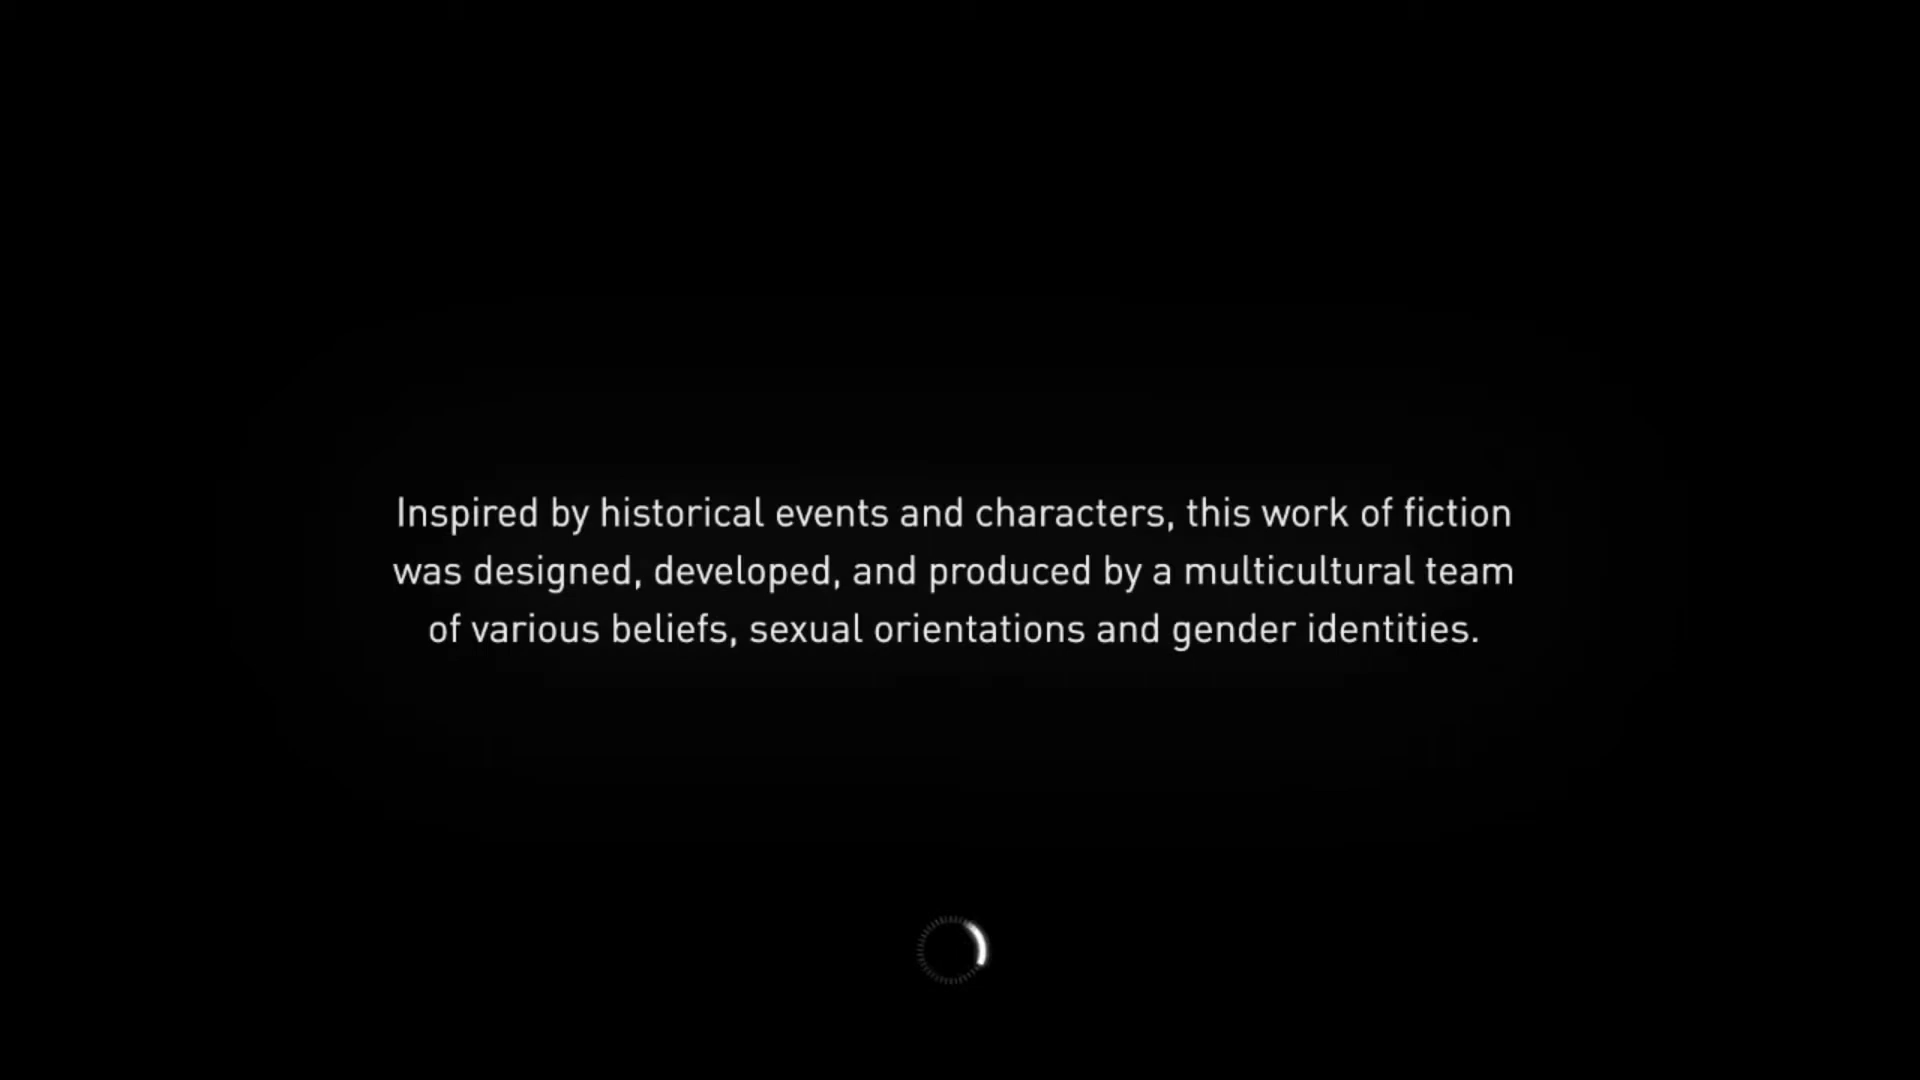 Inspired by historical events and characters, this work of fiction
was designed, developed, and produced by a multicultural team
of various beliefs, sexual orientations and gender identities.